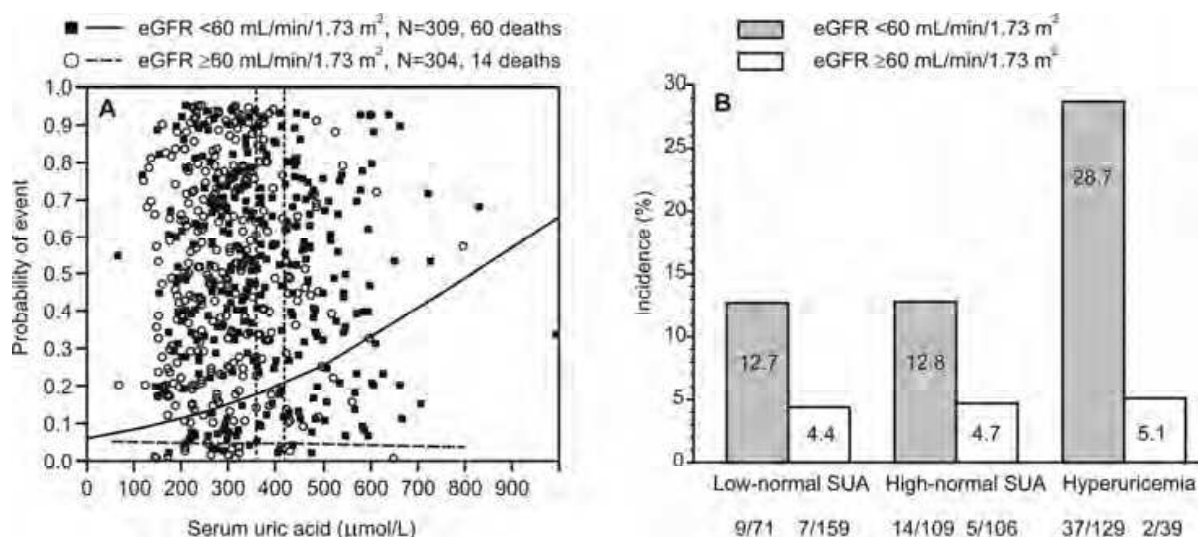 eGFR <60 mL/min/1.73 m², N=309, 60 deaths
eGFR ≥60 mL/min/1.73 m², N=304, 14 deaths
A
1.0
0.9
0.8
0.7
0.6
0.5
0.4
0.3
0.2
0.1
0.0
Probability of event
0 100 200 300 400 500 600 700 800 900
Serum uric acid (μmol/L)
eGFR <60 mL/min/1.73 m²
eGFR ≥60 mL/min/1.73 m²
B
30
25
20
15
10
5
0
Incidence (%)
12.7 4.4 12.8 4.7 28.7 5.1
Low-normal SUA High-normal SUA Hyperuricemia
9/71 7/159 14/109 5/106 37/129 2/39